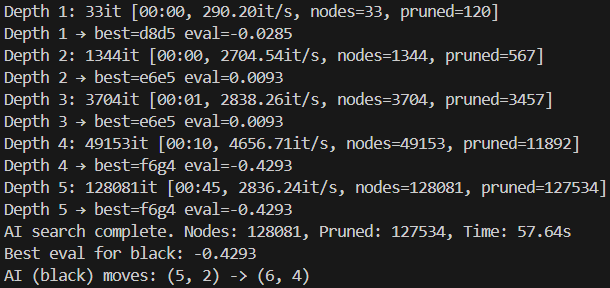 Depth 1: 33it [00:00, 290.20it/s, nodes=33, pruned=120]
Depth 1 → best=d8d5 eval=-0.0285
Depth 2: 1344it [00:00, 2704.54it/s, nodes=1344, pruned=567]
Depth 2 → best=e6e5 eval=0.0093
Depth 3: 3704it [00:01, 2838.26it/s, nodes=3704, pruned=3457]
Depth 3 → best=e6e5 eval=0.0093
Depth 4: 49153it [00:10, 4656.71it/s, nodes=49153, pruned=11892]
Depth 4 → best=f6g4 eval=-0.4293
Depth 5: 128081it [00:45, 2836.24it/s, nodes=128081, pruned=127534]
Depth 5 → best=f6g4 eval=-0.4293
AI search complete. Nodes: 128081, Pruned: 127534, Time: 57.64s
Best eval for black: -0.4293
AI (black) moves: (5, 2) -> (6, 4)